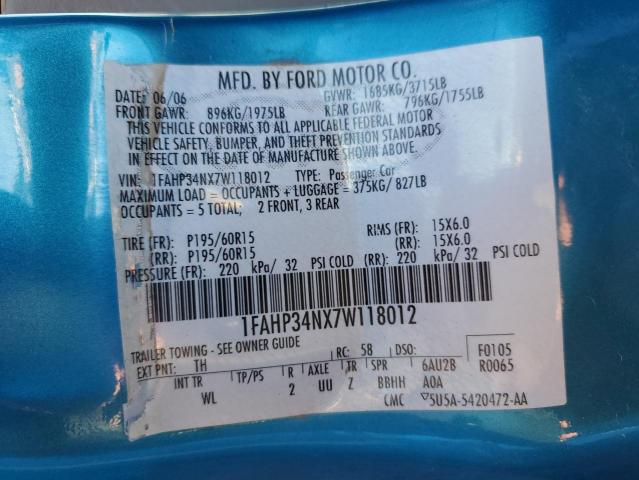 MFD. BY FORD MOTOR CO.
DATE: 06/06 GVWR: 1685KG/3715LB
FRONT GAWR: 896KG/1975LB REAR GAWR: 796KG/1755LB
THIS VEHICLE CONFORMS TO ALL APPLICABLE FEDERAL MOTOR
VEHICLE SAFETY, BUMPER, AND THEFT PREVENTION STANDARDS
IN EFFECT ON THE DATE OF MANUFACTURE SHOWN ABOVE.
VIN: 1FAHP34NX7W118012 TYPE: Passenger Car
MAXIMUM LOAD = OCCUPANTS + LUGGAGE = 375KG/ 827LB
OCCUPANTS = 5 TOTAL; 2 FRONT, 3 REAR
TIRE (FR): P195/60R15 RIMS (FR): 15X6.0
(RR): P195/60R15 (RR): 15X6.0
PRESSURE (FR): 220 kPa/ 32 PSI COLD (RR): 220 kPa/ 32 PSI COLD
1FAHP34NX7W118012
TRAILER TOWING - SEE OWNER GUIDE
EXT PNT: TH RC: 58 DSO: F0105
INT TR TP/PS R AXLE TR SPR 6AU2B R0065
WL 2 UU Z BBHH AOA
CMC ▽5U5A-5420472-AA